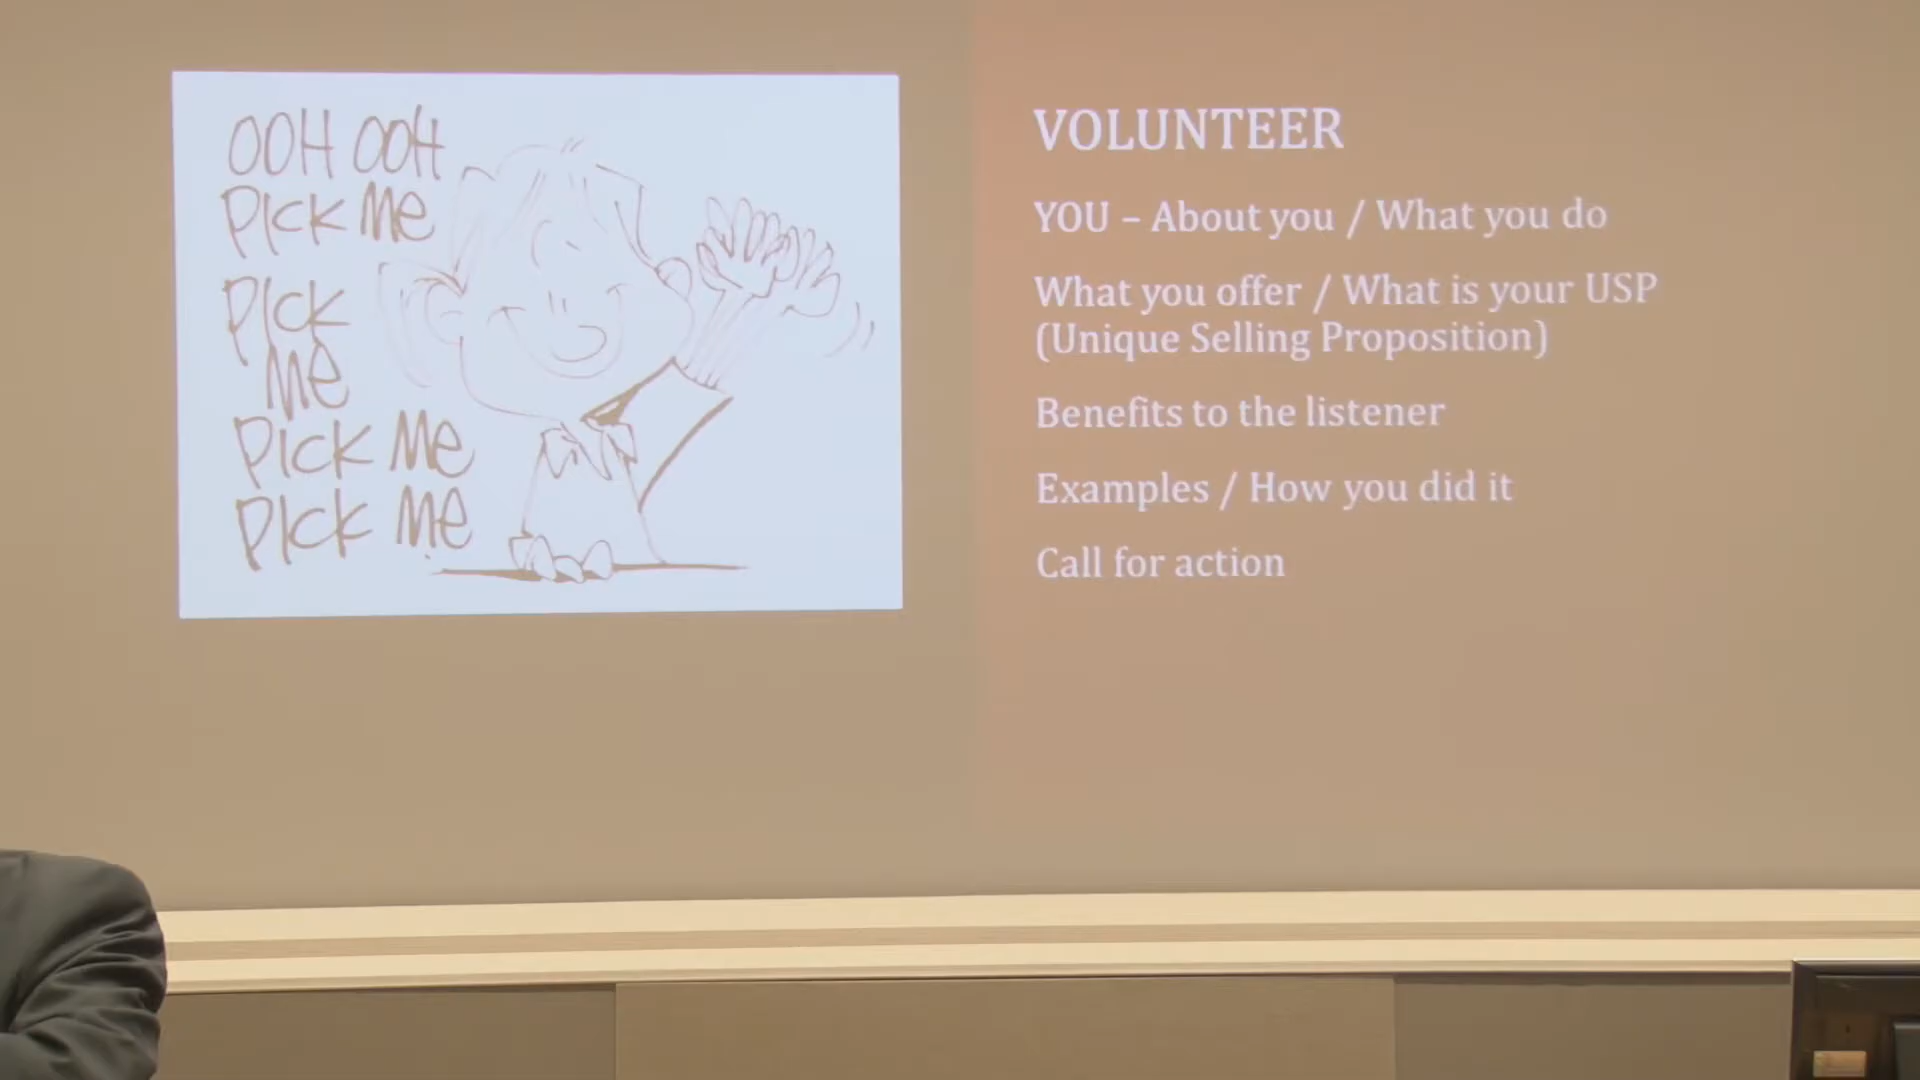 OOH OOH
PICK ME
PICK
ME
PICK ME
PICK ME
VOLUNTEER
YOU – About you / What you do
What you offer / What is your USP
(Unique Selling Proposition)
Benefits to the listener
Examples / How you did it
Call for action